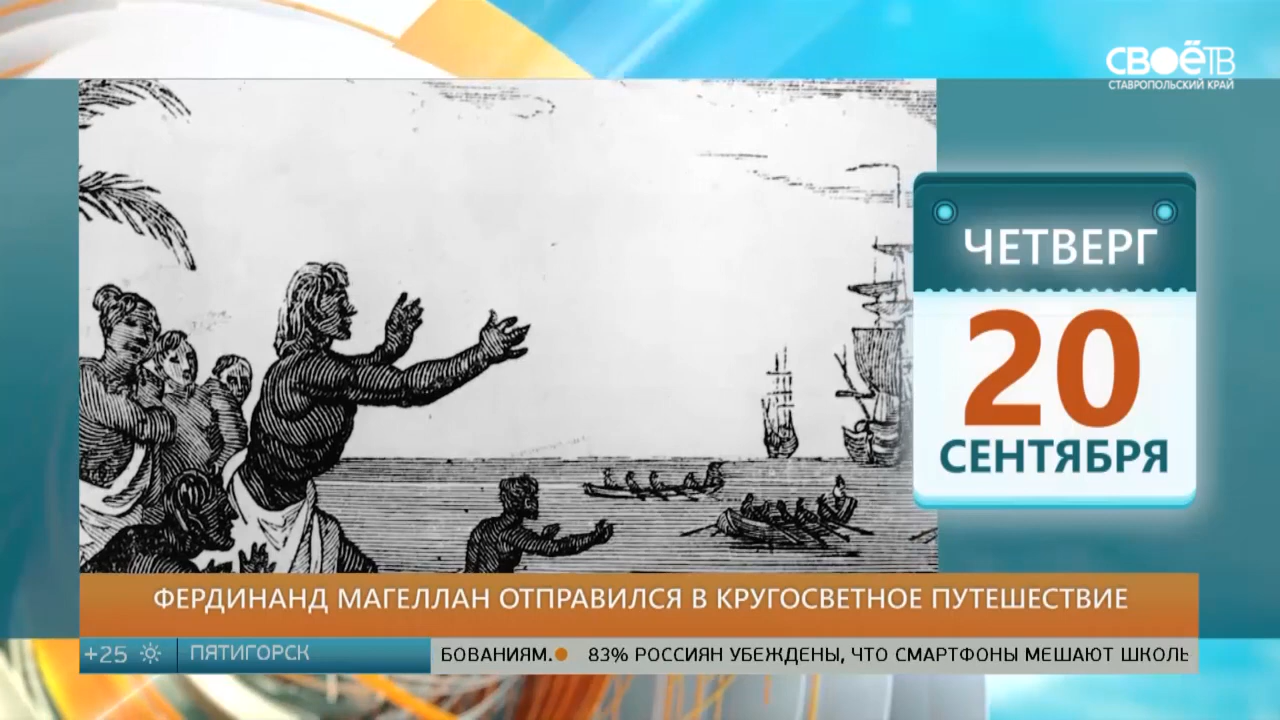 СВОЁТВ
СТАВРОПОЛЬСКИЙ КРАЙ
ЧЕТВЕРГ
20
СЕНТЯБРЯ
ФЕРДИНАНД МАГЕЛЛАН ОТПРАВИЛСЯ В КРУГОСВЕТНОЕ ПУТЕШЕСТВИЕ
+25 ПЯТИГОРСК БОВАНИЯМ. 83% РОССИЯН УБЕЖДЕНЫ, ЧТО СМАРТФОНЫ МЕШАЮТ ШКОЛЬ